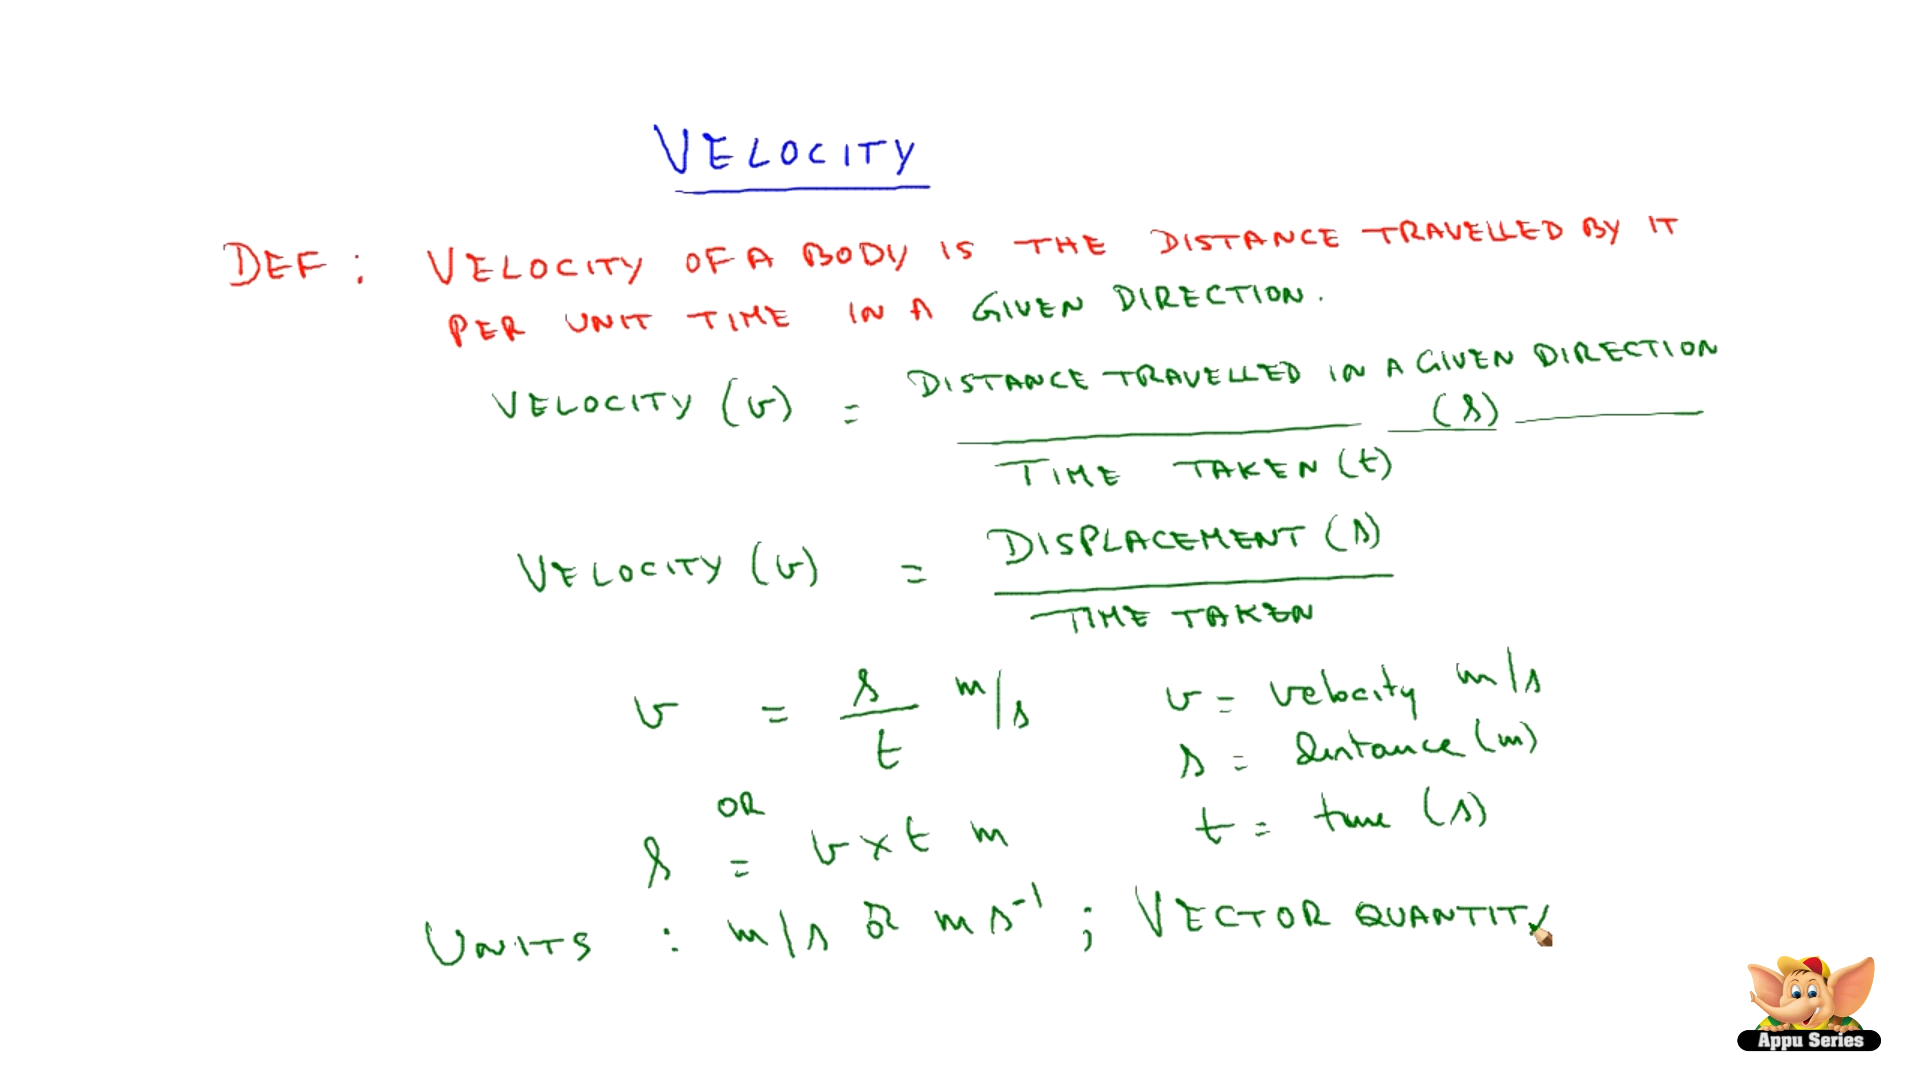 VELOCITY
DEF : VELOCITY OF A BODY IS THE DISTANCE TRAVELLED BY IT
PER UNIT TIME IN A GIVEN DIRECTION.
VELOCITY (v) = DISTANCE TRAVELLED IN A GIVEN DIRECTION (s)
TIME TAKEN (t)
VELOCITY (v) = DISPLACEMENT (s)
TIME TAKEN
v = s/t m/s
v = velocity m/s
s = distance (m)
t = time (s)
OR
s = v×t m
UNITS : m/s OR ms⁻¹ ; VECTOR QUANTITY
Appu Series